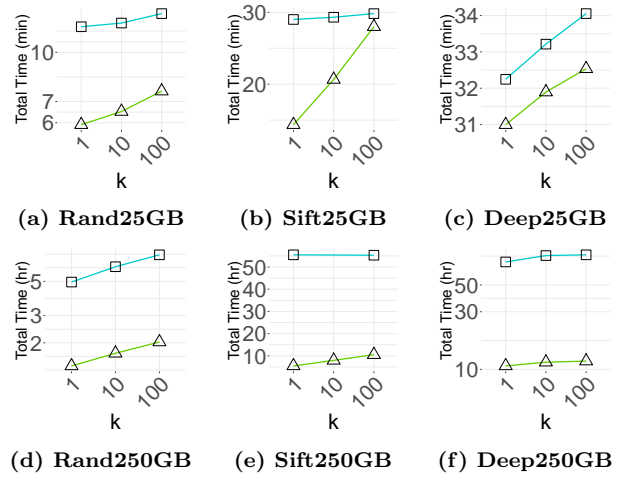 Total Time (min)
10
7
6
1
10
100
k
(a) Rand25GB
Total Time (min)
30
20
1
10
100
k
(b) Sift25GB
Total Time (min)
34
33
32
31
1
10
100
k
(c) Deep25GB
Total Time (hr)
5
3
2
1
10
100
k
(d) Rand250GB
Total Time (hr)
50
40
30
20
10
1
10
100
k
(e) Sift250GB
Total Time (hr)
50
30
10
1
10
100
k
(f) Deep250GB